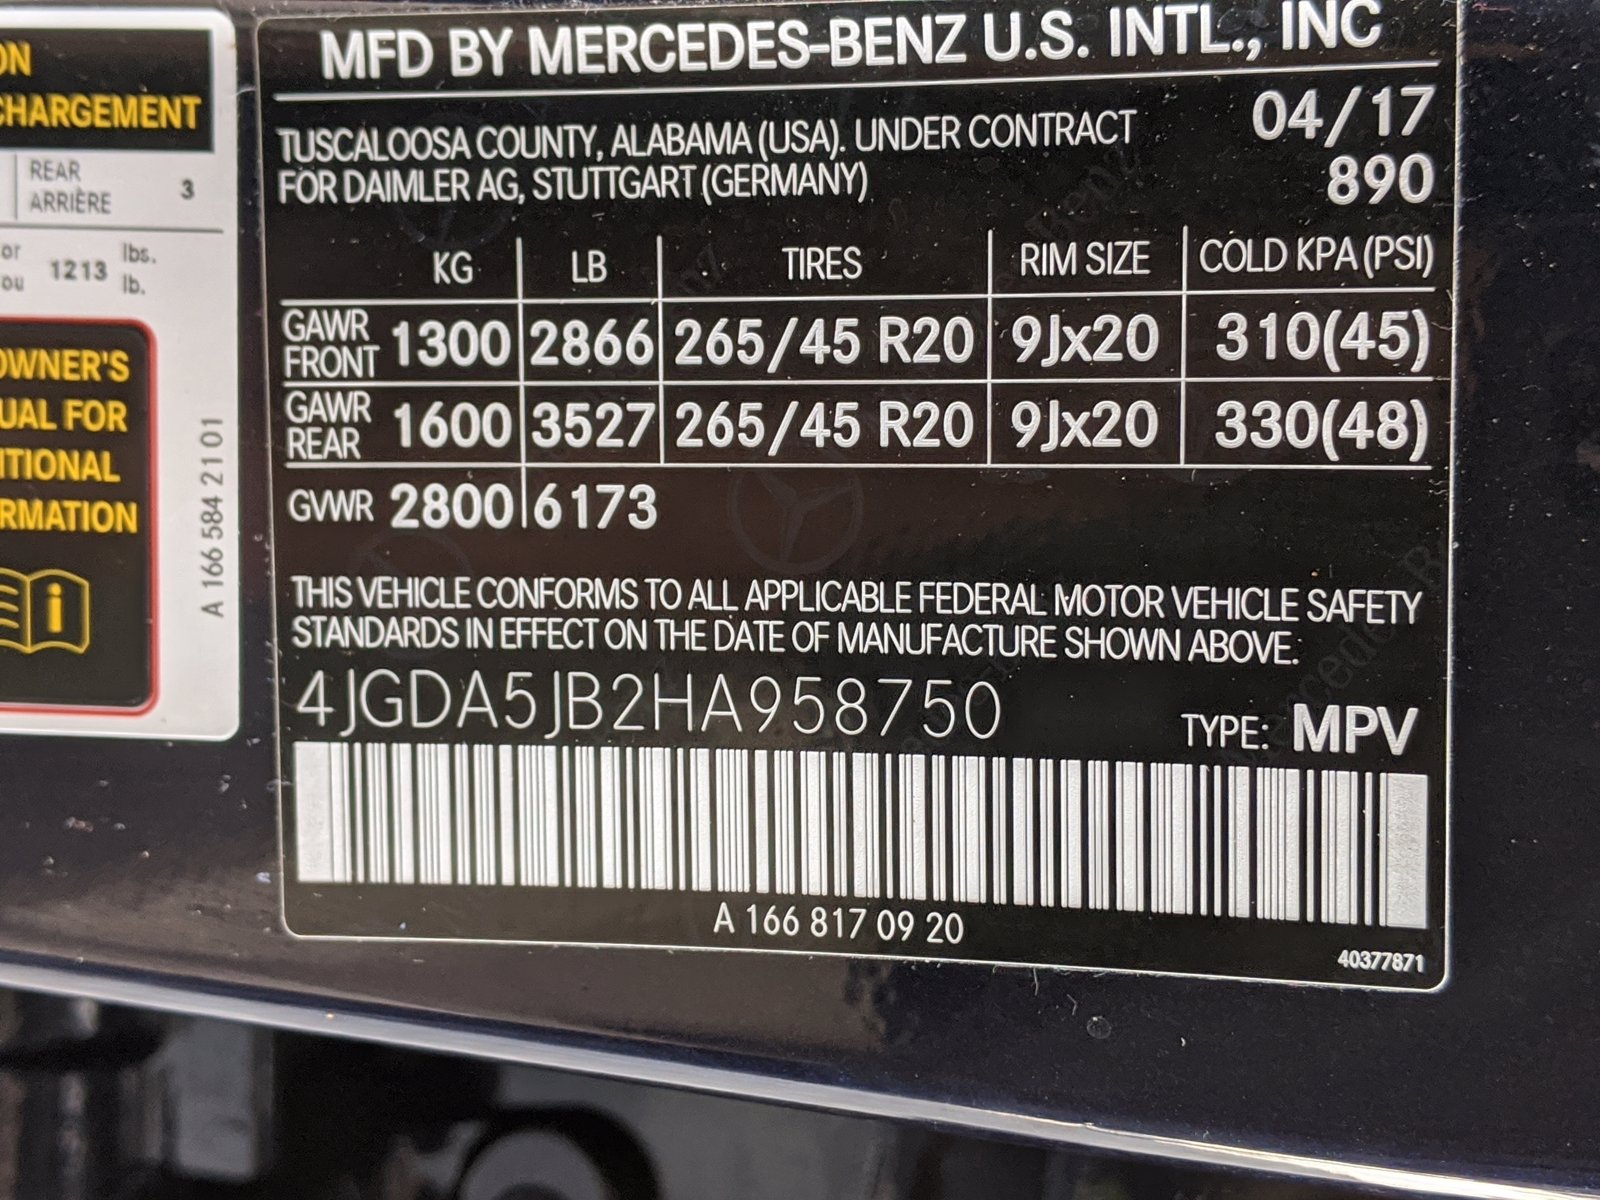 ON
CHARGEMENT
REAR
ARRIÈRE 3
or
ou 1213 lbs.
lb.
OWNER'S
UAL FOR
ITIONAL
RMATION
A 166 584 21 01
MFD BY MERCEDES-BENZ U.S. INTL., INC
TUSCALOOSA COUNTY, ALABAMA (USA). UNDER CONTRACT 04/17
FOR DAIMLER AG, STUTTGART (GERMANY) 890
KG LB TIRES RIM SIZE COLD KPA (PSI)
GAWR FRONT 1300 2866 265/45 R20 9Jx20 310(45)
GAWR REAR 1600 3527 265/45 R20 9Jx20 330(48)
GVWR 2800 6173
THIS VEHICLE CONFORMS TO ALL APPLICABLE FEDERAL MOTOR VEHICLE SAFETY
STANDARDS IN EFFECT ON THE DATE OF MANUFACTURE SHOWN ABOVE.
4JGDA5JB2HA958750 TYPE: MPV
A 166 817 09 20
40377871